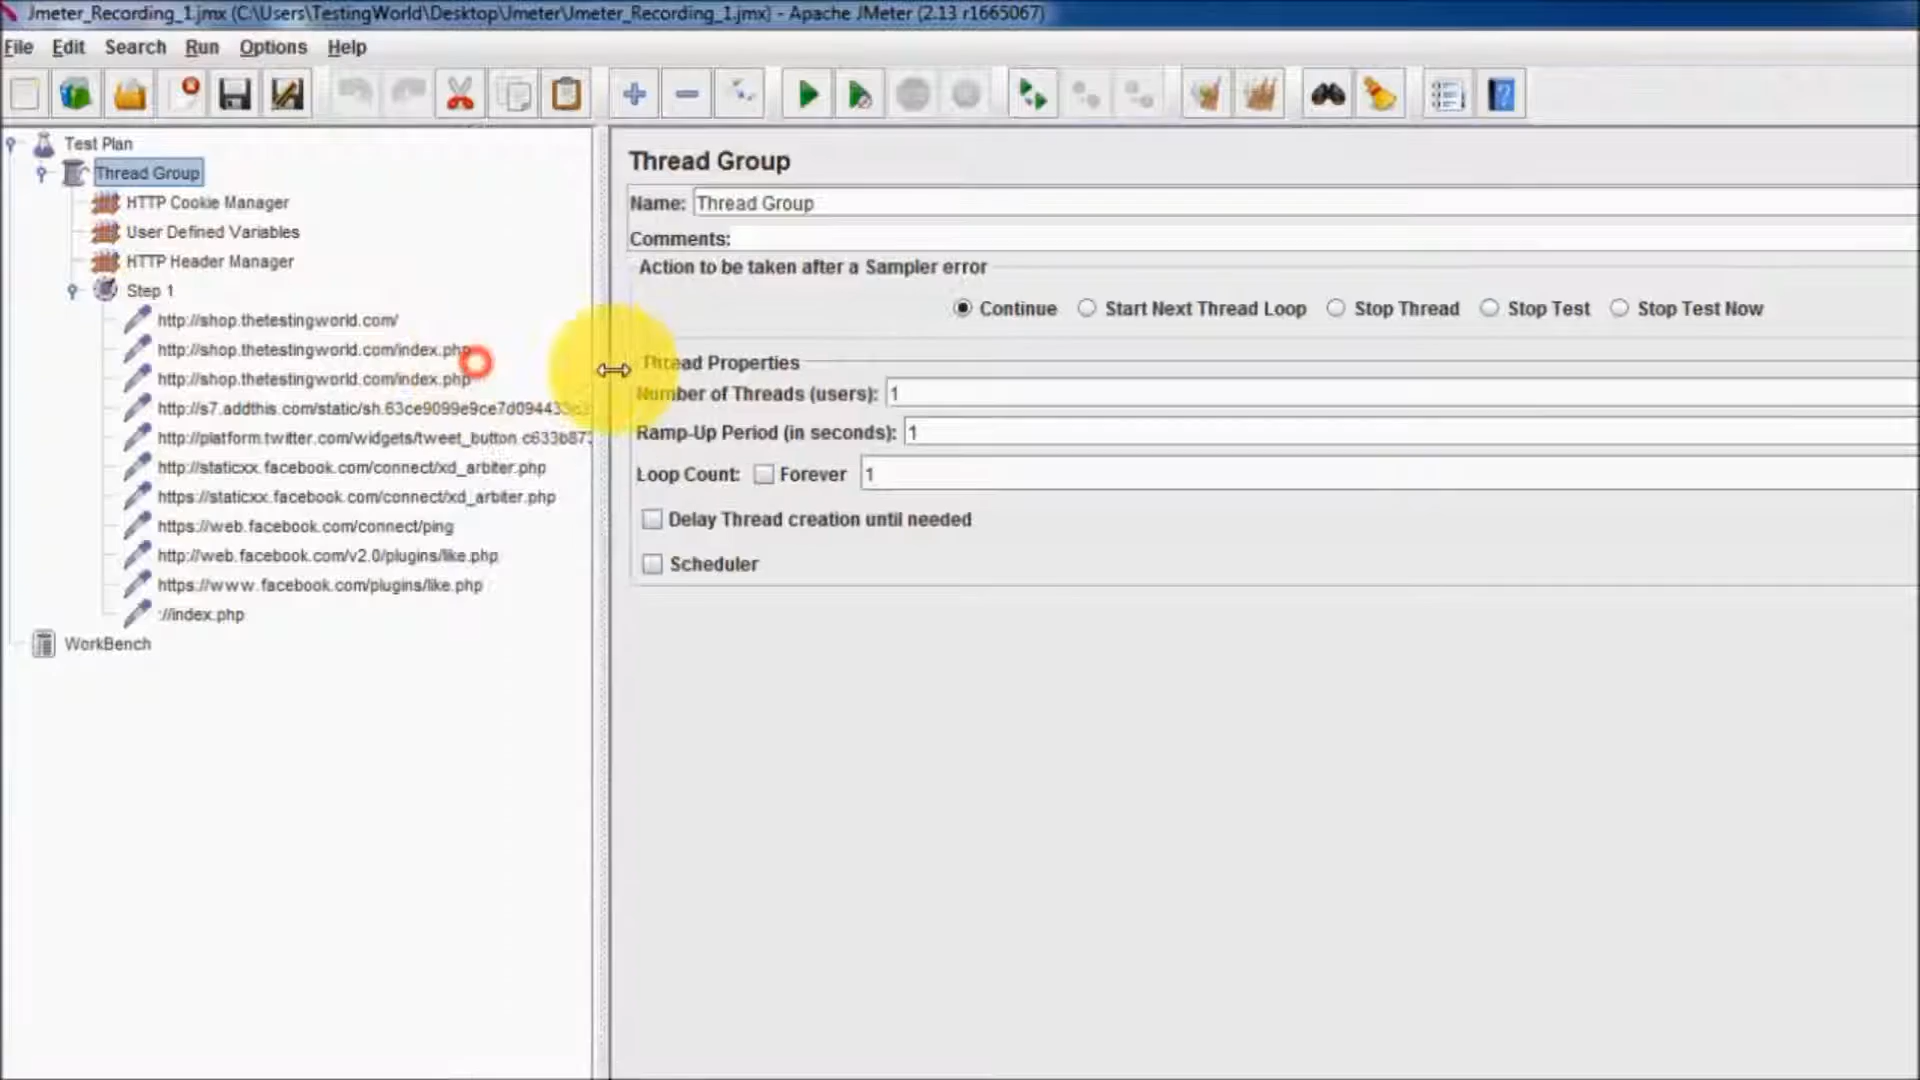 Jmeter_Recording_1.jmx (C:\Users\TestingWorld\Desktop\Jmeter\Jmeter_Recording_1.jmx) - Apache JMeter (2.13 r1665067)
File Edit Search Run Options Help
Test Plan
Thread Group
HTTP Cookie Manager
User Defined Variables
HTTP Header Manager
Step 1
http://shop.thetestingworld.com/
http://shop.thetestingworld.com/index.php
http://shop.thetestingworld.com/index.php
http://s7.addthis.com/static/sh.63ce9099e9ce7d094433
http://platform.twitter.com/widgets/tweet_button.c633b87
http://staticxx.facebook.com/connect/xd_arbiter.php
https://staticxx.facebook.com/connect/xd_arbiter.php
https://web.facebook.com/connect/ping
http://web.facebook.com/v2.0/plugins/like.php
https://www.facebook.com/plugins/like.php
://index.php
WorkBench
Thread Group
Name: Thread Group
Comments:
Action to be taken after a Sampler error
Continue Start Next Thread Loop Stop Thread Stop Test Stop Test Now
Thread Properties
Number of Threads (users): 1
Ramp-Up Period (in seconds): 1
Loop Count: Forever 1
Delay Thread creation until needed
Scheduler